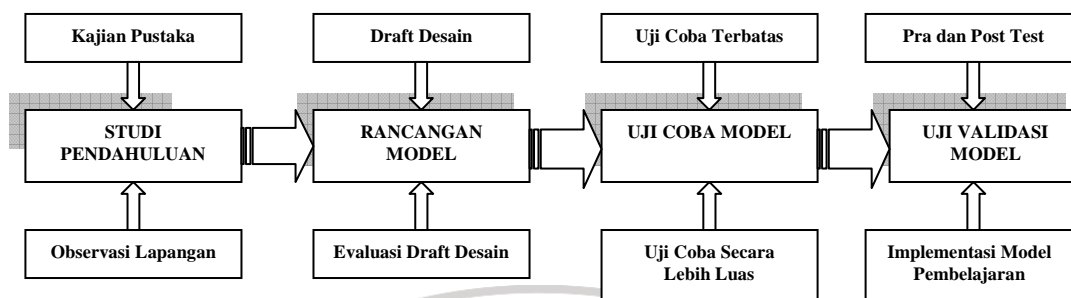 Kajian Pustaka
Draft Desain
Uji Coba Terbatas
Pra dan Post Test
STUDI
PENDAHULUAN
RANCANGAN
MODEL
UJI COBA MODEL
UJI VALIDASI
MODEL
Observasi Lapangan
Evaluasi Draft Desain
Uji Coba Secara
Lebih Luas
Implementasi Model
Pembelajaran